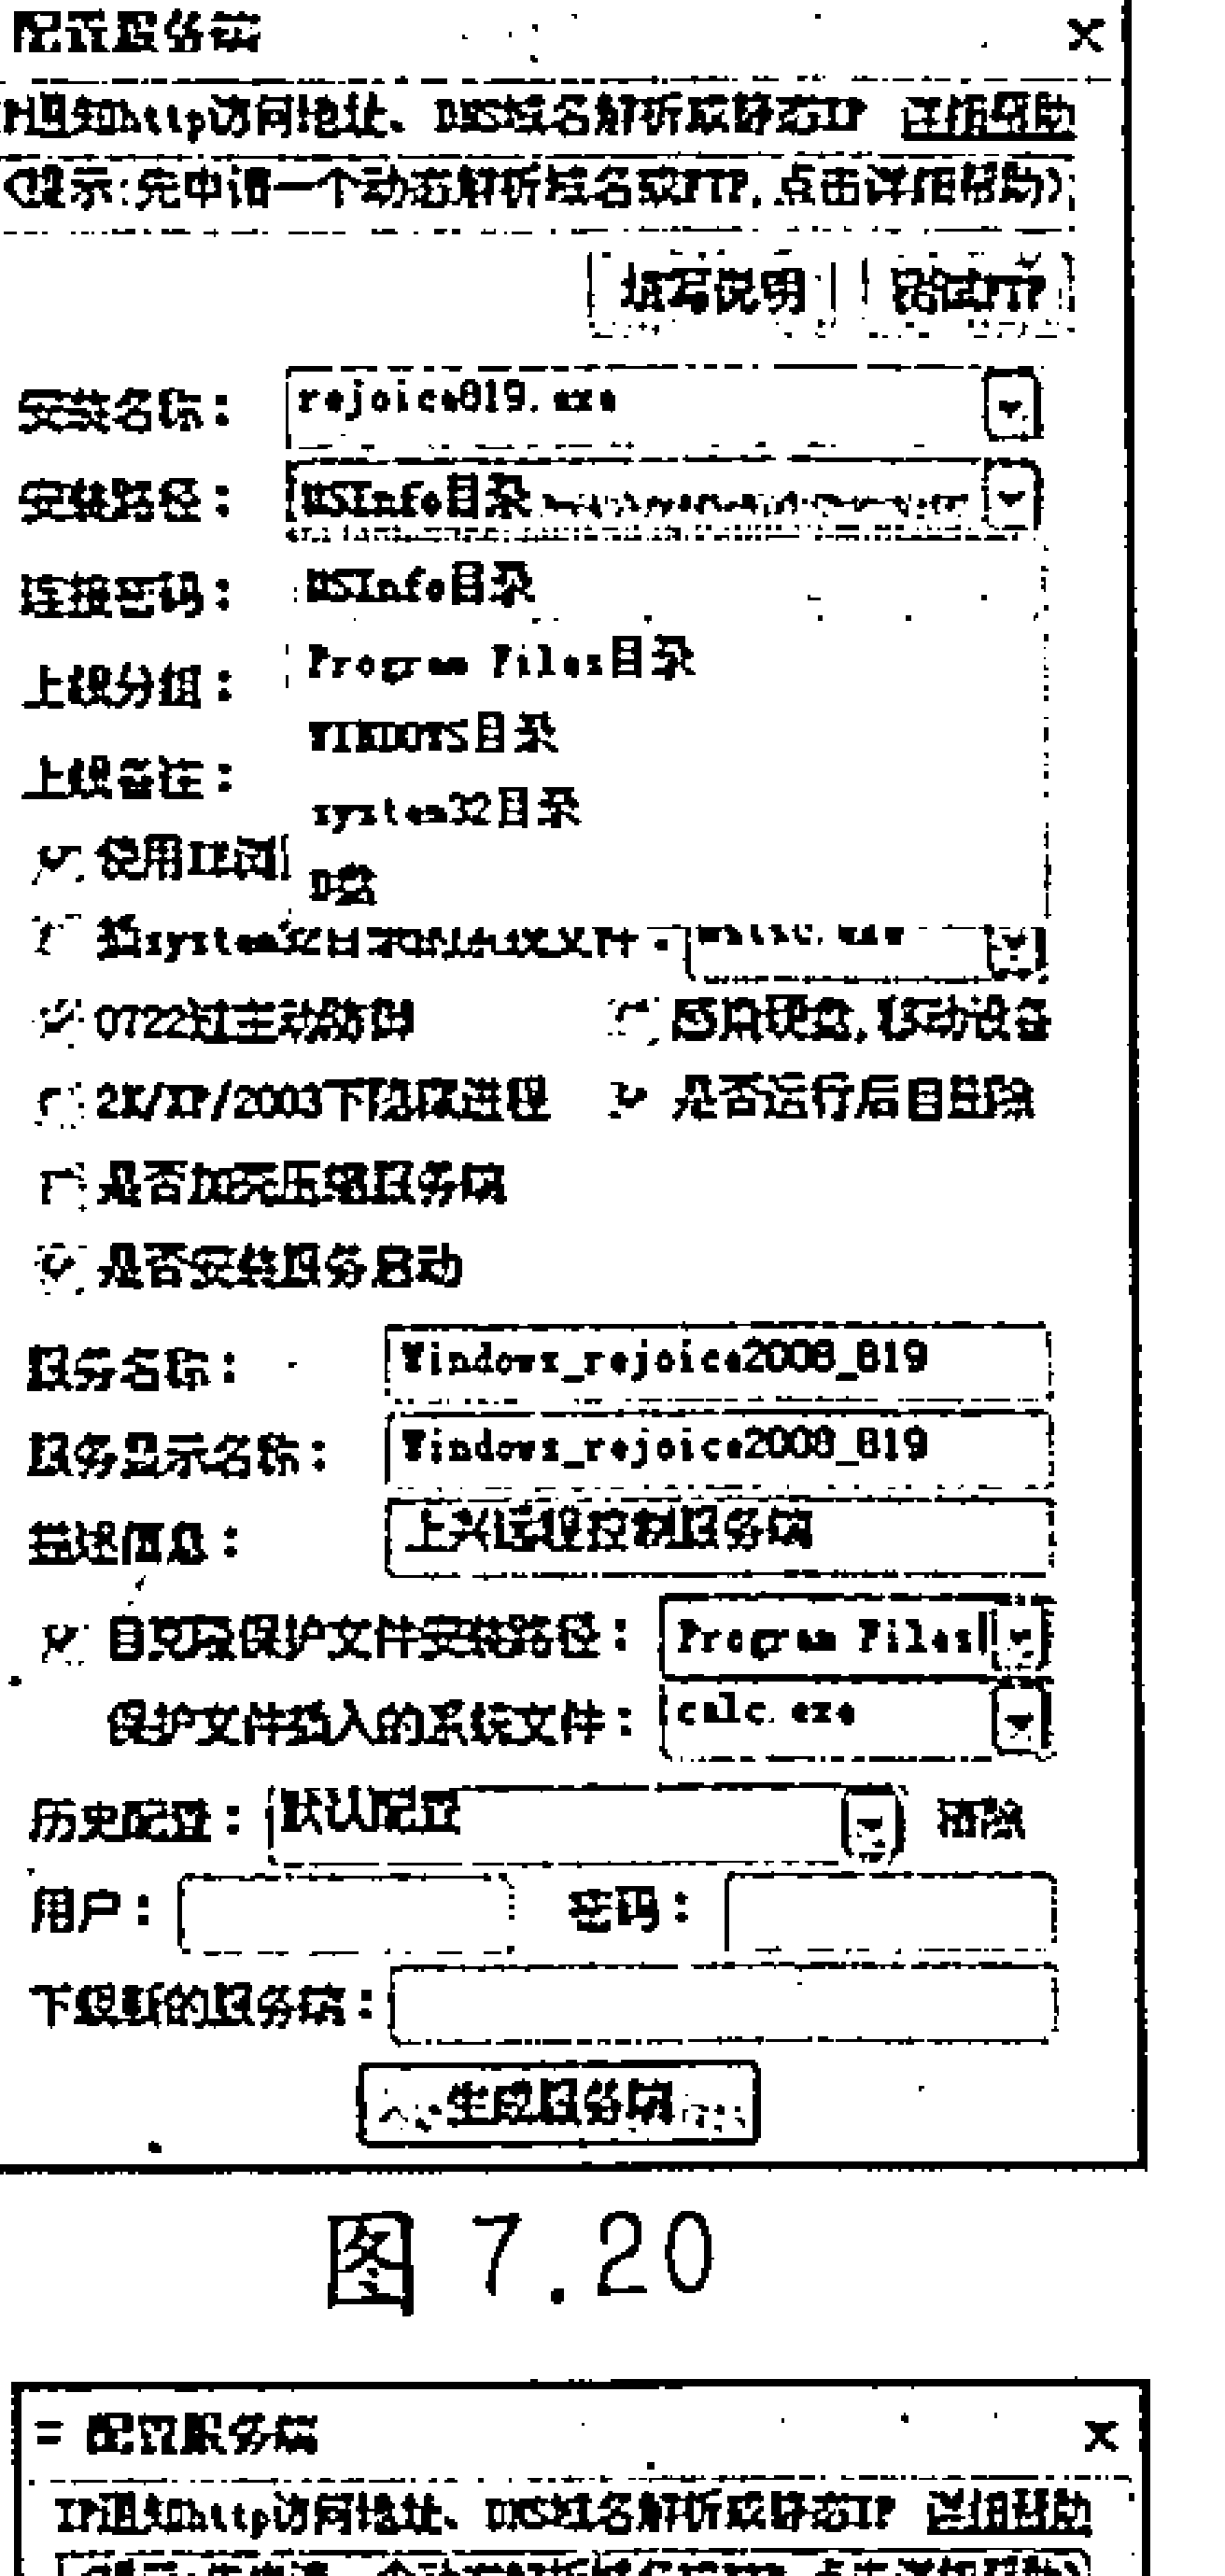 配置服务端
IP通知http访问地址、DNS域名解析或静态IP 详细帮助
(提示:先申请一个动态解析域名或FTP,点击详细帮助)
填写说明 测试FTP
安装名称： rejoice819.exe
安装路径： MSInfo目录
连接密码： MSInfo目录
上线分组： Program Files目录
WINDOWS目录
上线备注： system32目录
使用IE浏 D盘
插system32目录
0722过主动防御 感染硬盘,移动设备
2K/XP/2003下隐藏进程 是否运行后自删除
是否加壳压缩服务端
是否安装服务启动
服务名称： Windows_rejoice2008_819
服务显示名称： Windows_rejoice2008_819
描述信息： 上兴远程控制服务端
保护文件安装路径： Program Files
保护文件插入的系统文件： calc.exe
历史配置： 默认配置 清除
用户： 密码：
下载新的服务端：
生成服务端
图 7.20
配置服务端
IP通知http访问地址、DNS域名解析或静态IP 详细帮助